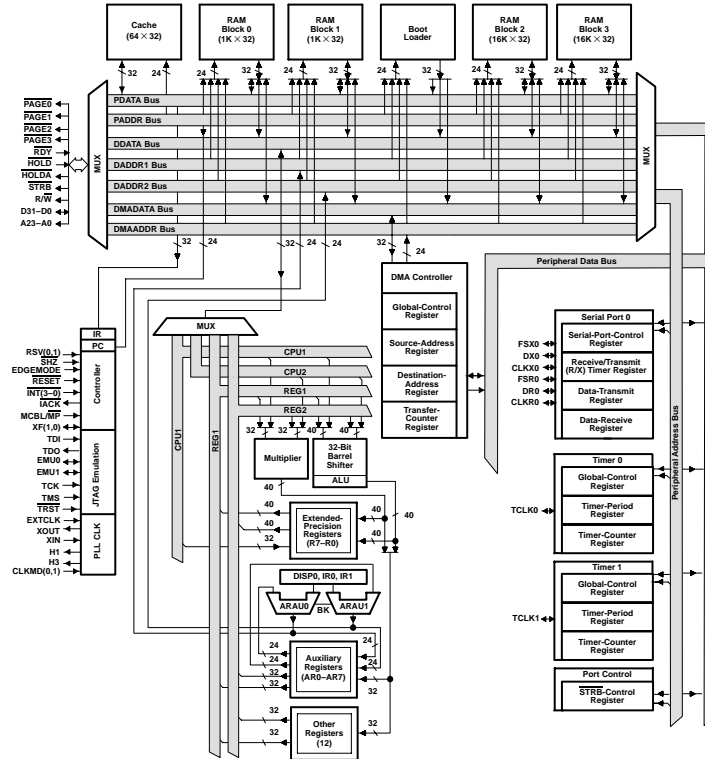 Cache
(64 × 32)
RAM
Block 0
(1K × 32)
RAM
Block 1
(1K × 32)
Boot
Loader
RAM
Block 2
(16K × 32)
RAM
Block 3
(16K × 32)
32
24
24
32
24
32
24
32
24
32
24
32
PAGE0
PAGE1
PAGE2
PAGE3
RDY
HOLD
HOLDA
STRB
R/W
D31–D0
A23–A0
MUX
PDATA Bus
PADDR Bus
DDATA Bus
DADDR1 Bus
DADDR2 Bus
DMADATA Bus
DMAADDR Bus
MUX
32
24
24
32
24
32
24
DMA Controller
Global-Control
Register
Source-Address
Register
Destination-
Address
Register
Transfer-
Counter
Register
Peripheral Data Bus
Peripheral Address Bus
IR
PC
Controller
JTAG Emulation
PLL CLK
RSV(0,1)
SHZ
EDGEMODE
RESET
INT(3–0)
IACK
MCBL/MP
XF(1,0)
TDI
TDO
EMU0
EMU1
TCK
TMS
TRST
EXTCLK
XOUT
XIN
H1
H3
CLKMD(0,1)
MUX
CPU1
CPU2
REG1
REG2
CPU1
REG1
32
32
40
40
Multiplier
32-Bit
Barrel
Shifter
ALU
40
40
40
40
32
Extended-
Precision
Registers
(R7–R0)
40
40
DISP0, IR0, IR1
ARAU0
BK
ARAU1
24
24
32
32
Auxiliary
Registers
(AR0–AR7)
24
24
32
32
32
Other
Registers
(12)
32
FSX0
DX0
CLKX0
FSR0
DR0
CLKR0
Serial Port 0
Serial-Port-Control
Register
Receive/Transmit
(R/X) Timer Register
Data-Transmit
Register
Data-Receive
Register
TCLK0
Timer 0
Global-Control
Register
Timer-Period
Register
Timer-Counter
Register
TCLK1
Timer 1
Global-Control
Register
Timer-Period
Register
Timer-Counter
Register
Port Control
STRB-Control
Register